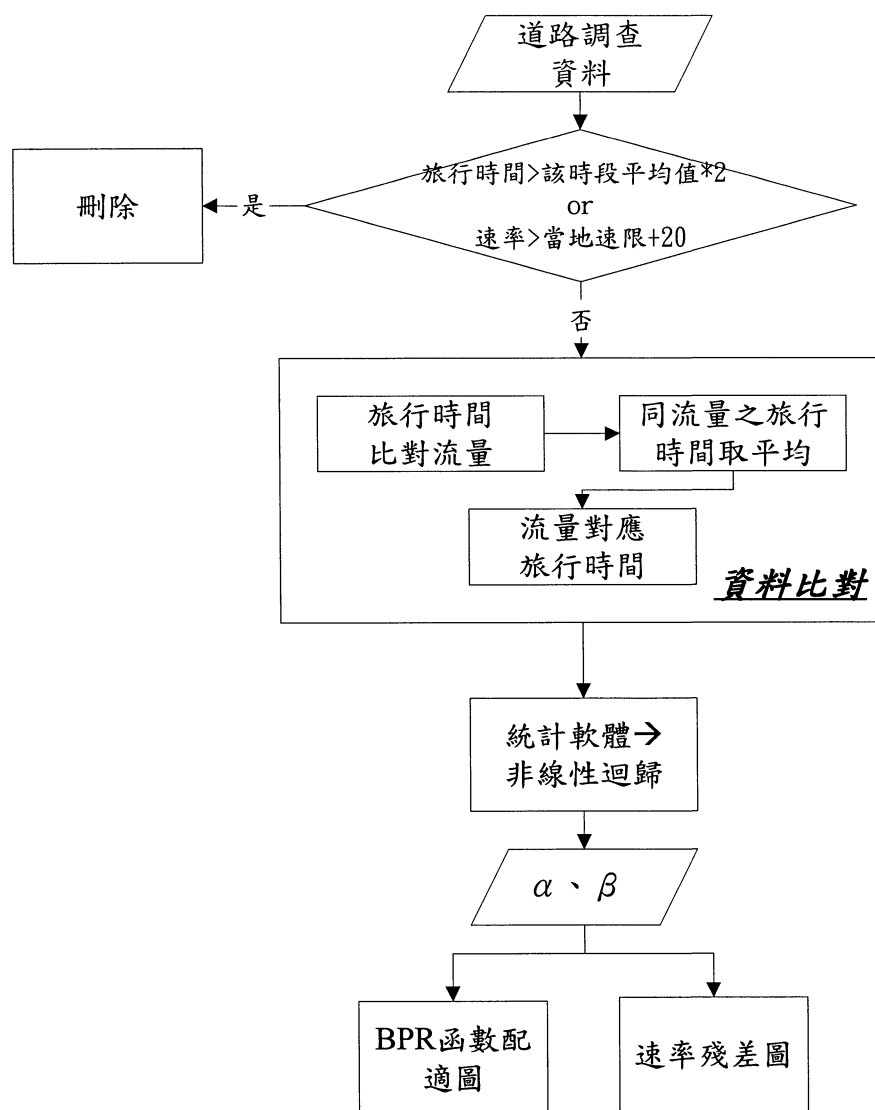 道路調查
資料
旅行時間>該時段平均值*2
or
速率>當地速限+20
是
刪除
否
旅行時間
比對流量
同流量之旅行
時間取平均
流量對應
旅行時間
資料比對
統計軟體→
非線性迴歸
α、β
BPR函數配
適圖
速率殘差圖